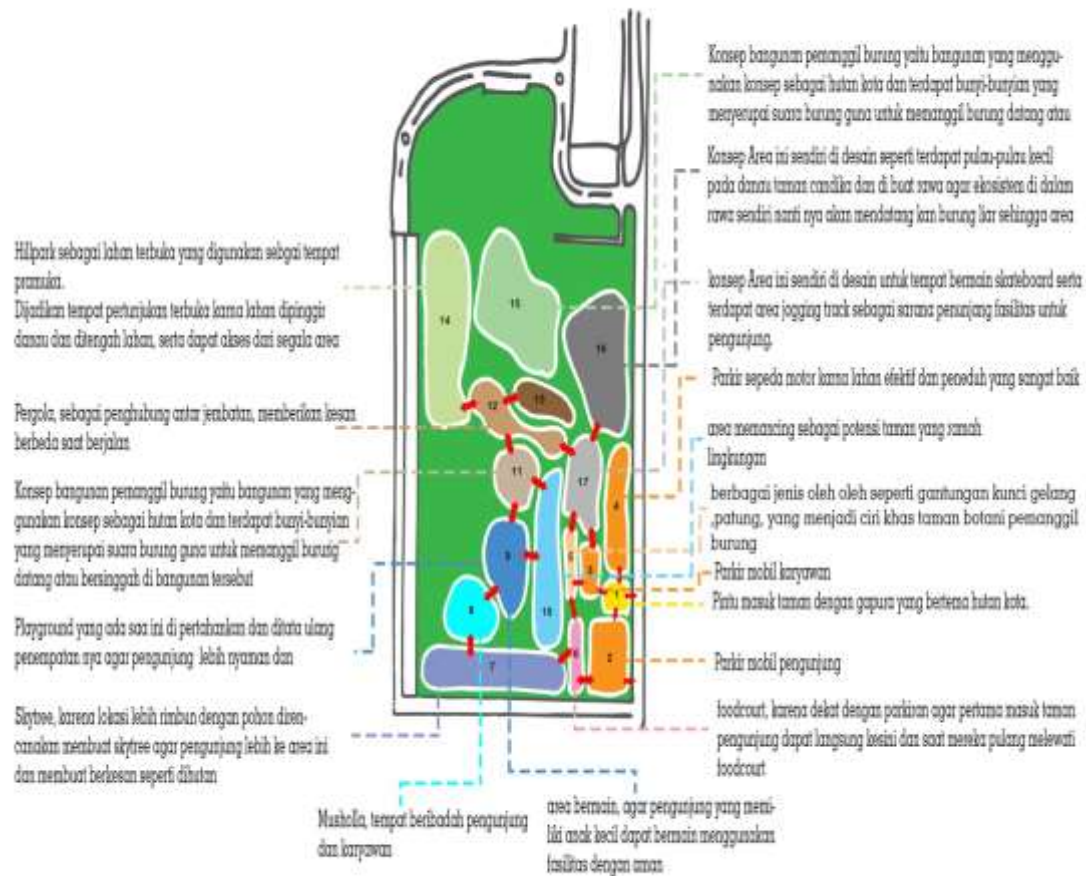 Konsep bangunan pemanggil burung yaitu bangunan yang menggu-
nakan konsep sebagai hutan kota dan terdapat bunyi-bunyian yang
menyerupai suara burung guna untuk memanggil burung datang atau
Konsep Area ini sendiri di desain seperti terdapat pulau-pulau kecil
pada danau taman candika dan di buat rawa agar ekosistem di dalam
rawa sendiri nanti nya akan mendatang kan burung liar sehingga area
konsep Area ini sendiri di desain untuk tempat bermain skateboard serta
terdapat area jogging track sebagai sarana penunjang fasilitas untuk
pengunjung.
Parkir sepeda motor karna lahan efektif dan peneduh yang sangat baik
area memancing sebagai potensi taman yang ramah
lingkungan
berbagai jenis oleh oleh seperti gantungan kunci gelang
,patung, yang menjadi ciri khas taman botani pemanggil
burung
Parkir mobil karyawan
Pintu masuk taman dengan gapura yang bertema hutan kota.
Parkir mobil pengunjung
foodcourt, karena dekat dengan parkiran agar pertama masuk taman
pengunjung dapat langsung kesini dan saat mereka pulang melewati
foodcourt
Hillpark sebagai lahan terbuka yang digunakan sebgai tempat
pramuka.
Dijadikan tempat pertunjukan terbuka karna lahan dipinggir
danau dan ditengah lahan, serta dapat akses dari segala area
Pergola, sebagai penghubung antar jembatan, memberikan kesan
berbeda saat berjalan
Konsep bangunan pemanggil burung yaitu bangunan yang meng-
gunakan konsep sebagai hutan kota dan terdapat bunyi-bunyian
yang menyerupai suara burung guna untuk memanggil burung
datang atau bersinggah di bangunan tersebut
Playground yang ada saa ini di pertahankan dan ditata ulang
penempatan nya agar pengunjung lebih nyaman dan
Skytree, karena lokasi lebih rimbun dengan pohon diren-
canakan membuat skytree agar pengunjung lebih ke area ini
dan membuat berkesan seperti dihutan
Musholla, tempat beribadah pengunjung
dan karyawan
area bermain, agar pengunjung yang memi-
liki anak kecil dapat bermain menggunakan
fasilitas dengan aman
14
15
16
12
13
11
17
4
9
10
3
1
8
7
2